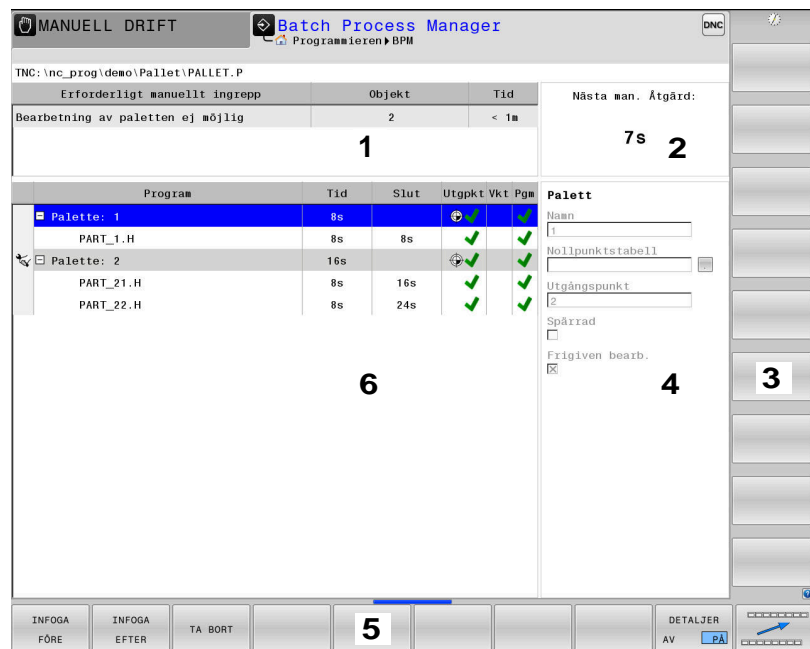 MANUELL DRIFT
Batch Process Manager
Programmieren▶BPM
DNC
TNC:\nc_prog\demo\Pallet\PALLET.P
Erforderligt manuellt ingrepp Objekt Tid
Bearbetning av paletten ej möjlig 2 < 1m
1
Nästa man. Åtgärd:
7s
2
Program Tid Slut Utgpkt Vkt Pgm
Palette: 1 8s
PART_1.H 8s 8s
Palette: 2 16s
PART_21.H 8s 16s
PART_22.H 8s 24s
6
Palett
Namn
1
Nollpunktstabell
Utgångspunkt
2
Spärrad
Frigiven bearb.
4
3
INFOGA FÖRE
INFOGA EFTER
TA BORT
5
DETALJER
AV PÅ